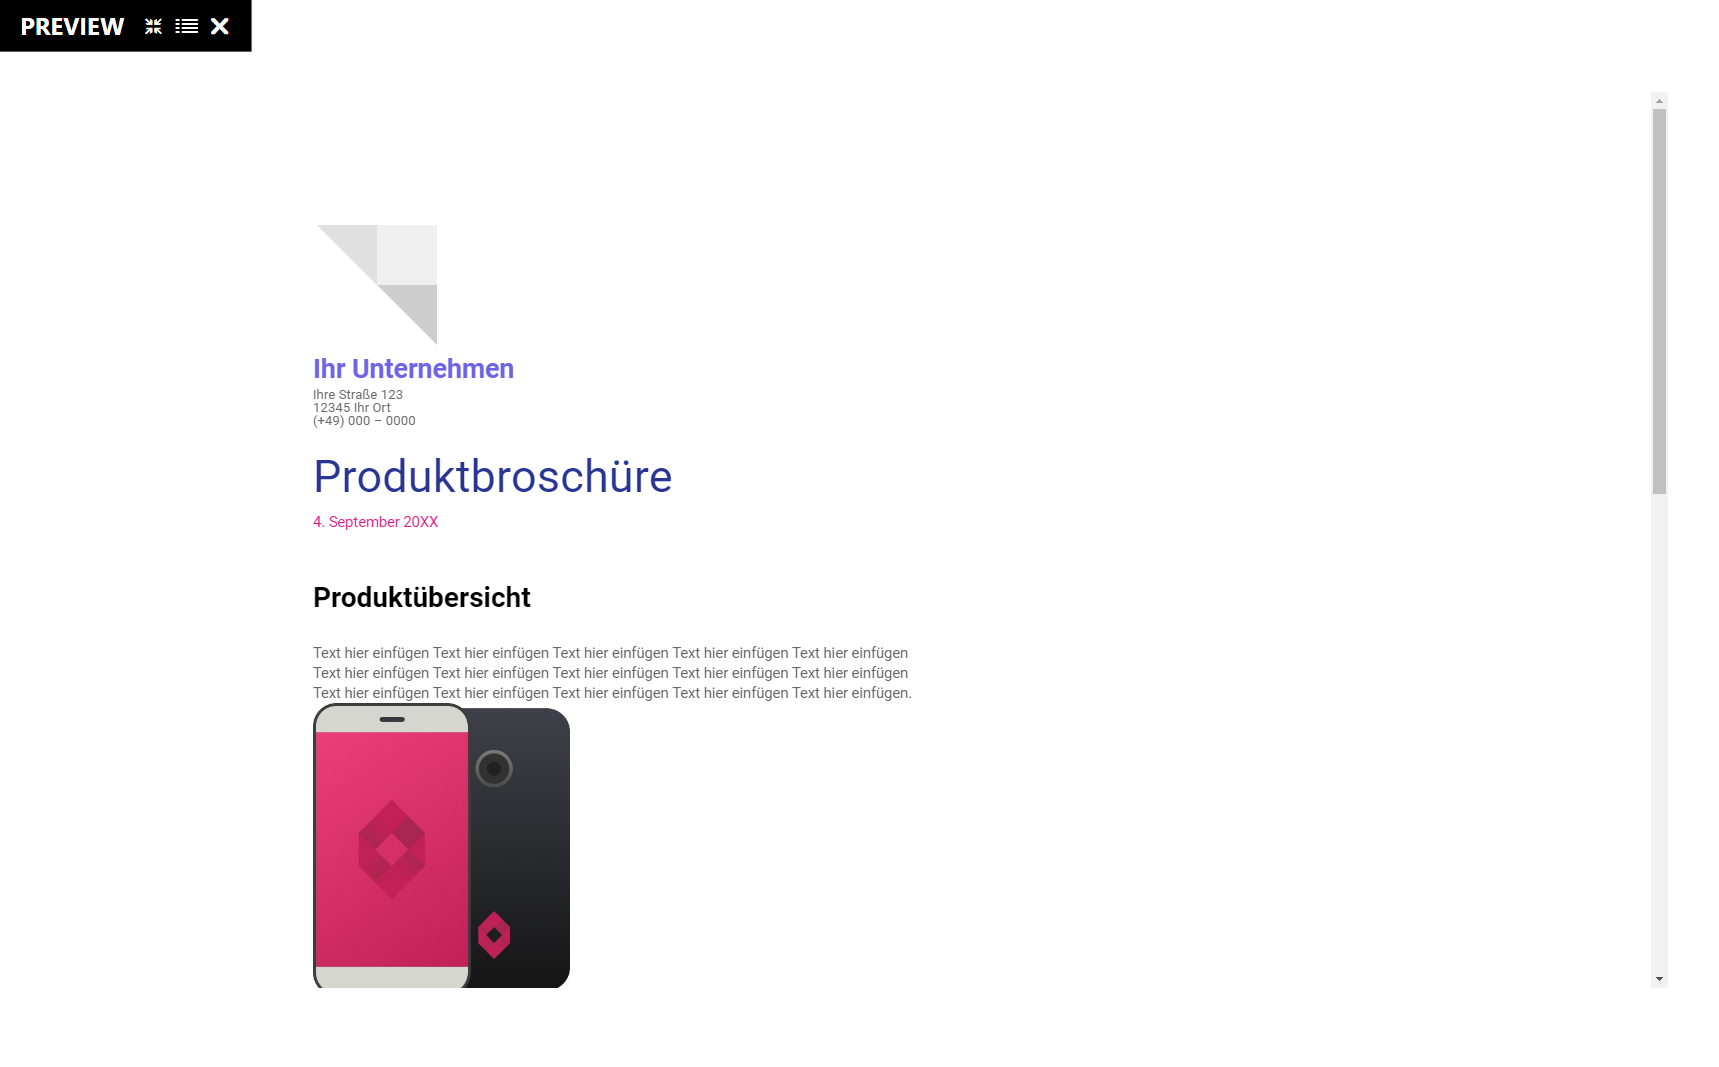 PREVIEW
Ihr Unternehmen
Ihre Straße 123
12345 Ihr Ort
(+49) 000 – 0000
Produktbroschüre
4. September 20XX
Produktübersicht
Text hier einfügen Text hier einfügen Text hier einfügen Text hier einfügen Text hier einfügen
Text hier einfügen Text hier einfügen Text hier einfügen Text hier einfügen Text hier einfügen
Text hier einfügen Text hier einfügen Text hier einfügen Text hier einfügen Text hier einfügen.